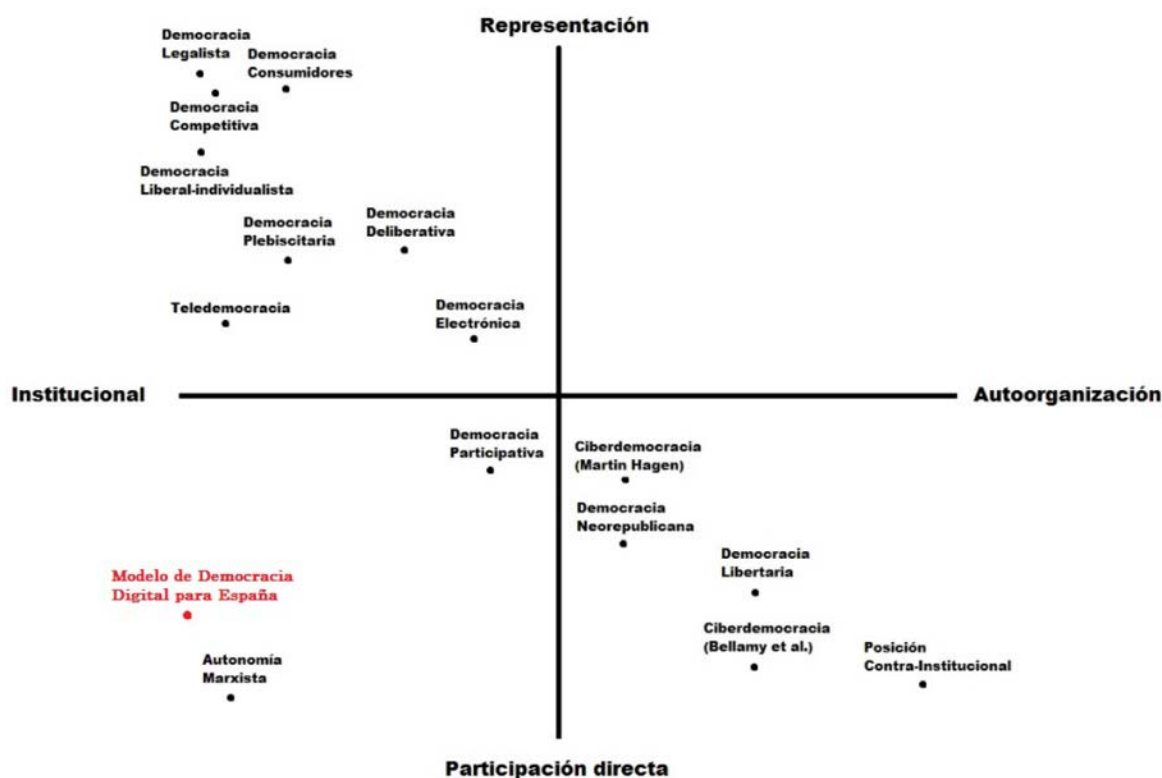 Representación
Democracia
Legalista
Democracia
Consumidores
Democracia
Competitiva
Democracia
Liberal-individualista
Democracia
Plebiscitaria
Democracia
Deliberativa
Teledemocracia
Democracia
Electrónica
Institucional
Autoorganización
Democracia
Participativa
Ciberdemocracia
(Martin Hagen)
Democracia
Neorepublicana
Democracia
Libertaria
Modelo de Democracia
Digital para España
Ciberdemocracia
(Bellamy et al.)
Posición
Contra-Institucional
Autonomía
Marxista
Participación directa